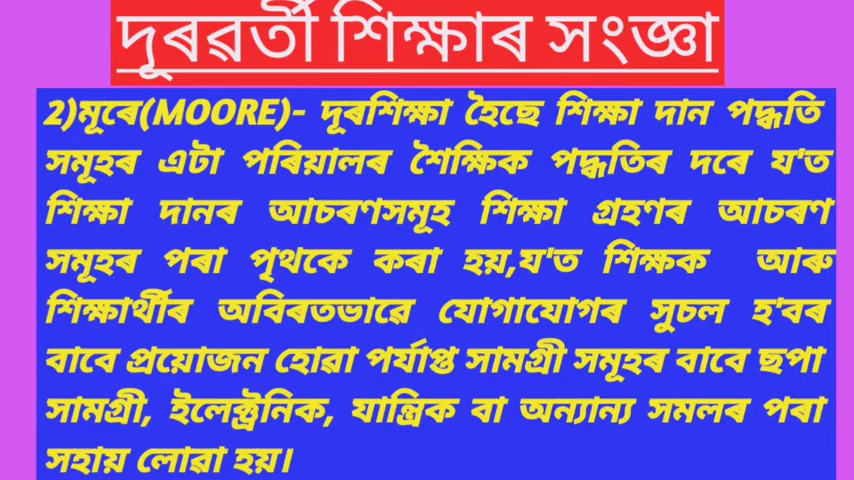 দূৰৱৰ্তী শিক্ষাৰ সংজ্ঞা
2)মূৰে(MOORE)- দূৰশিক্ষা হৈছে শিক্ষা দান পদ্ধতি
সমূহৰ এটা পৰিয়ালৰ শৈক্ষিক পদ্ধতিৰ দৰে য'ত
শিক্ষা দানৰ আচৰণসমূহ শিক্ষা গ্ৰহণৰ আচৰণ
সমূহৰ পৰা পৃথকে কৰা হয়,য'ত শিক্ষক আৰু
শিক্ষাৰ্থীৰ অবিৰতভাৱে যোগাযোগৰ সুচল হ'বৰ
বাবে প্ৰয়োজন হোৱা পৰ্যাপ্ত সামগ্ৰী সমূহৰ বাবে ছপা
সামগ্ৰী, ইলেক্ট্ৰনিক, যান্ত্ৰিক বা অন্যান্য সমলৰ পৰা
সহায় লোৱা হয়।